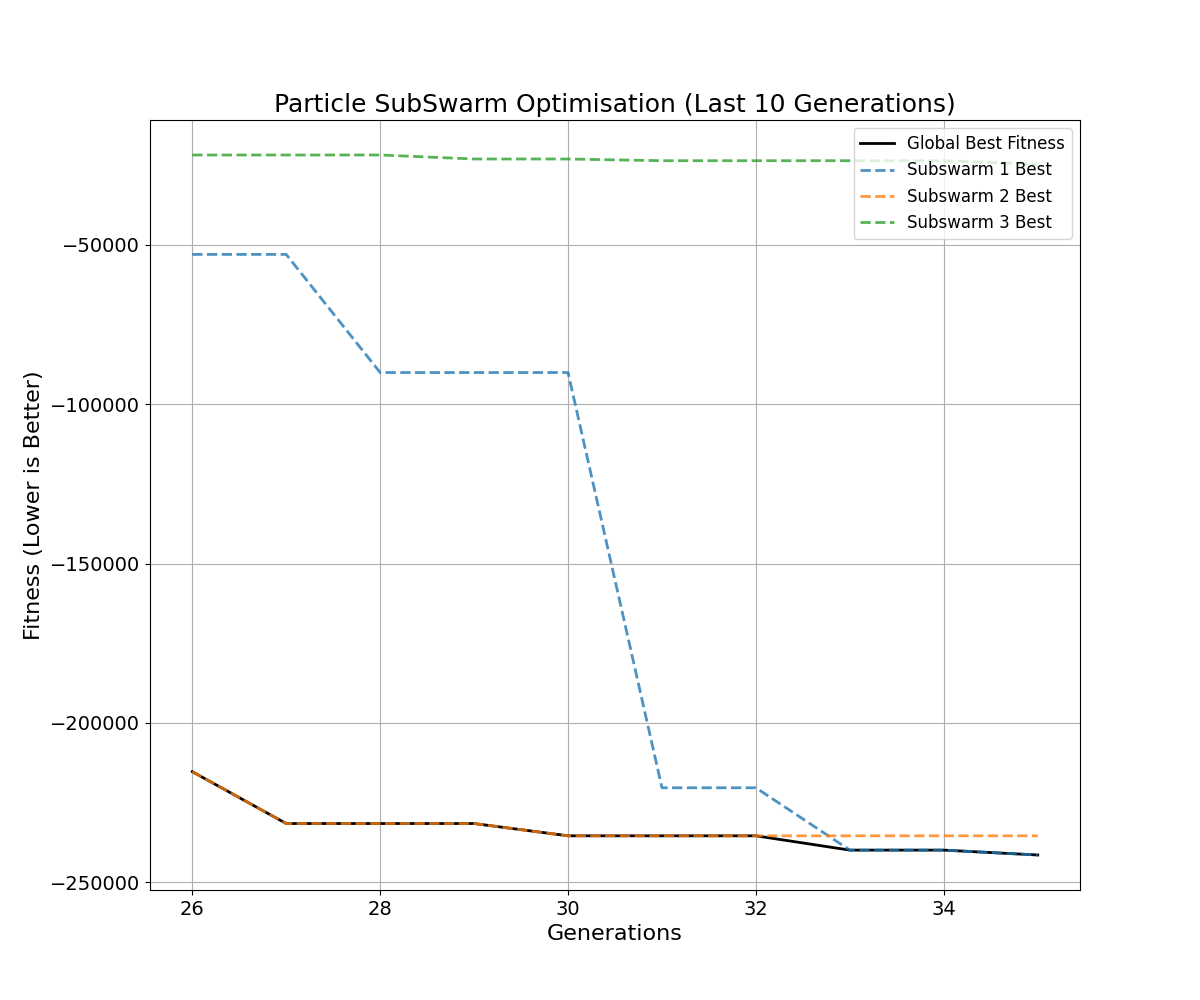 Particle SubSwarm Optimisation (Last 10 Generations)
Global Best Fitness
Subswarm 1 Best
Subswarm 2 Best
Subswarm 3 Best
Fitness (Lower is Better)
−50000
−100000
−150000
−200000
−250000
26 28 30 32 34
Generations